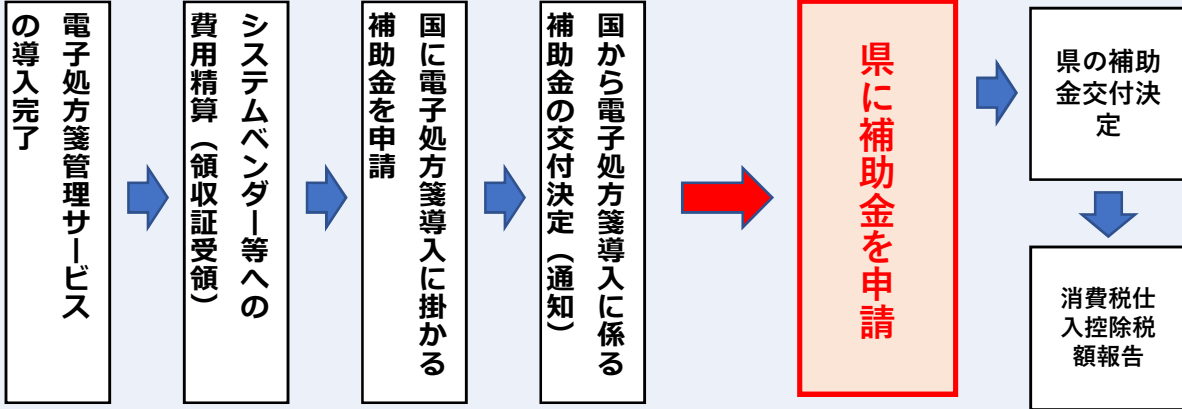 電子処方箋管理サービス
の導入完了
システムベンダー等への
費用精算（領収証受領）
国に電子処方箋導入に掛かる
補助金を申請
国から電子処方箋導入に係る
補助金の交付決定（通知）
県に補助金を申請
県の補助
金交付決
定
消費税仕
入控除税
額報告